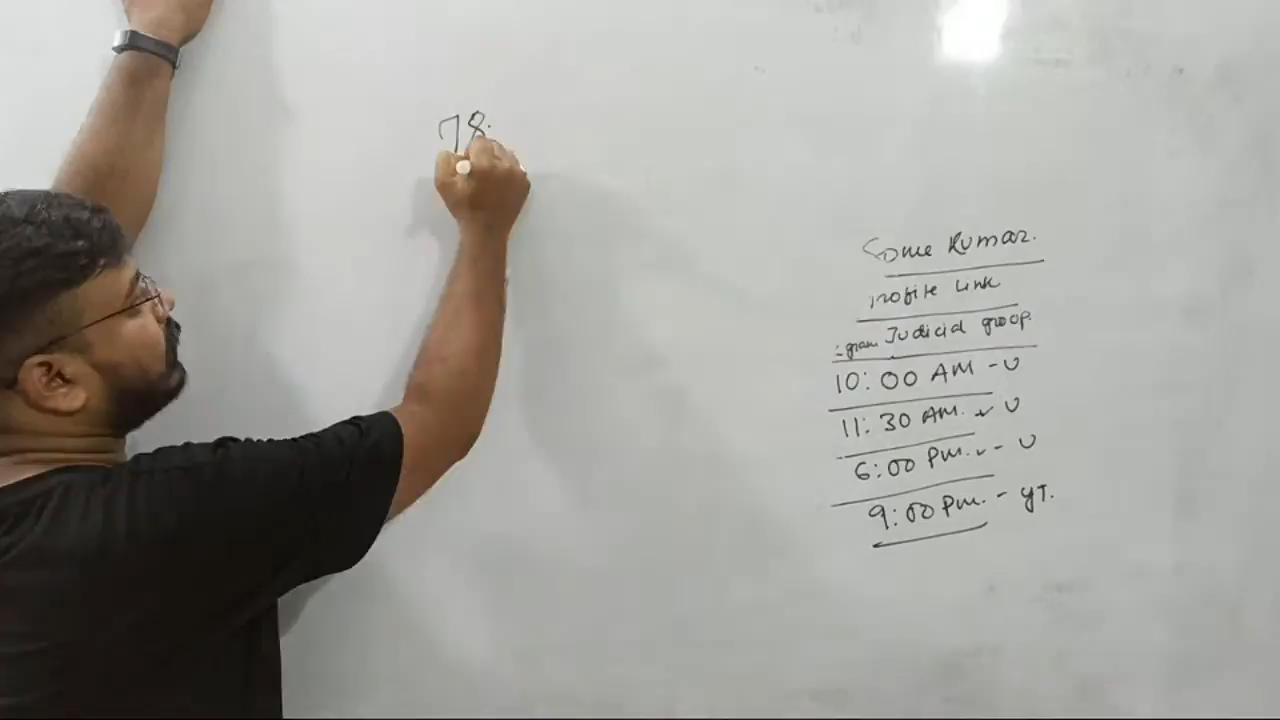 78
Some Kumar.
Profile Link
:gram Judicial group.
10:00 AM - U
11:30 AM. - U
6:00 PM. - U
9:00 PM. - YT.